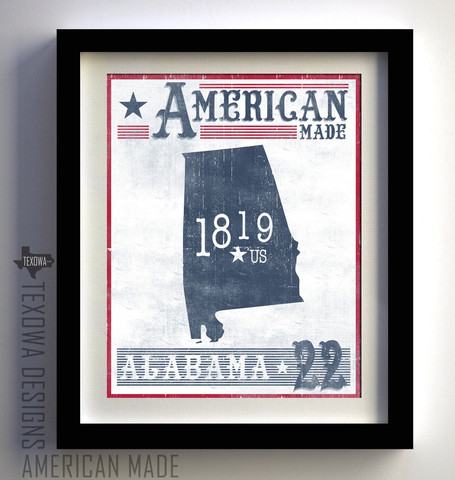 AMERICAN
MADE
1819
US
ALABAMA 22
TEXOWA
TEXOWA DESIGNS
AMERICAN MADE